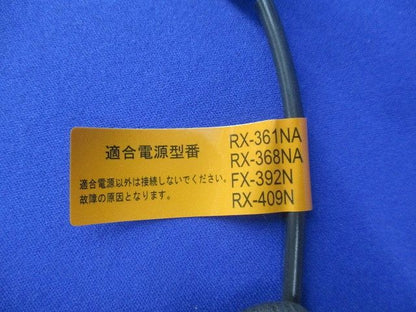 適合電源型番
適合電源以外は接続しないでください。
故障の原因となります。
RX-361NA
RX-368NA
FX-392N
RX-409N